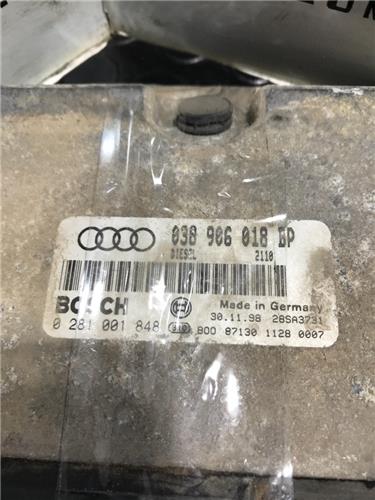 038 906 018 BP
DIESEL 2110
BOSCH Made in Germany
30.11.98 28SA3731
0 281 001 848 BOO 87130 1128 0007